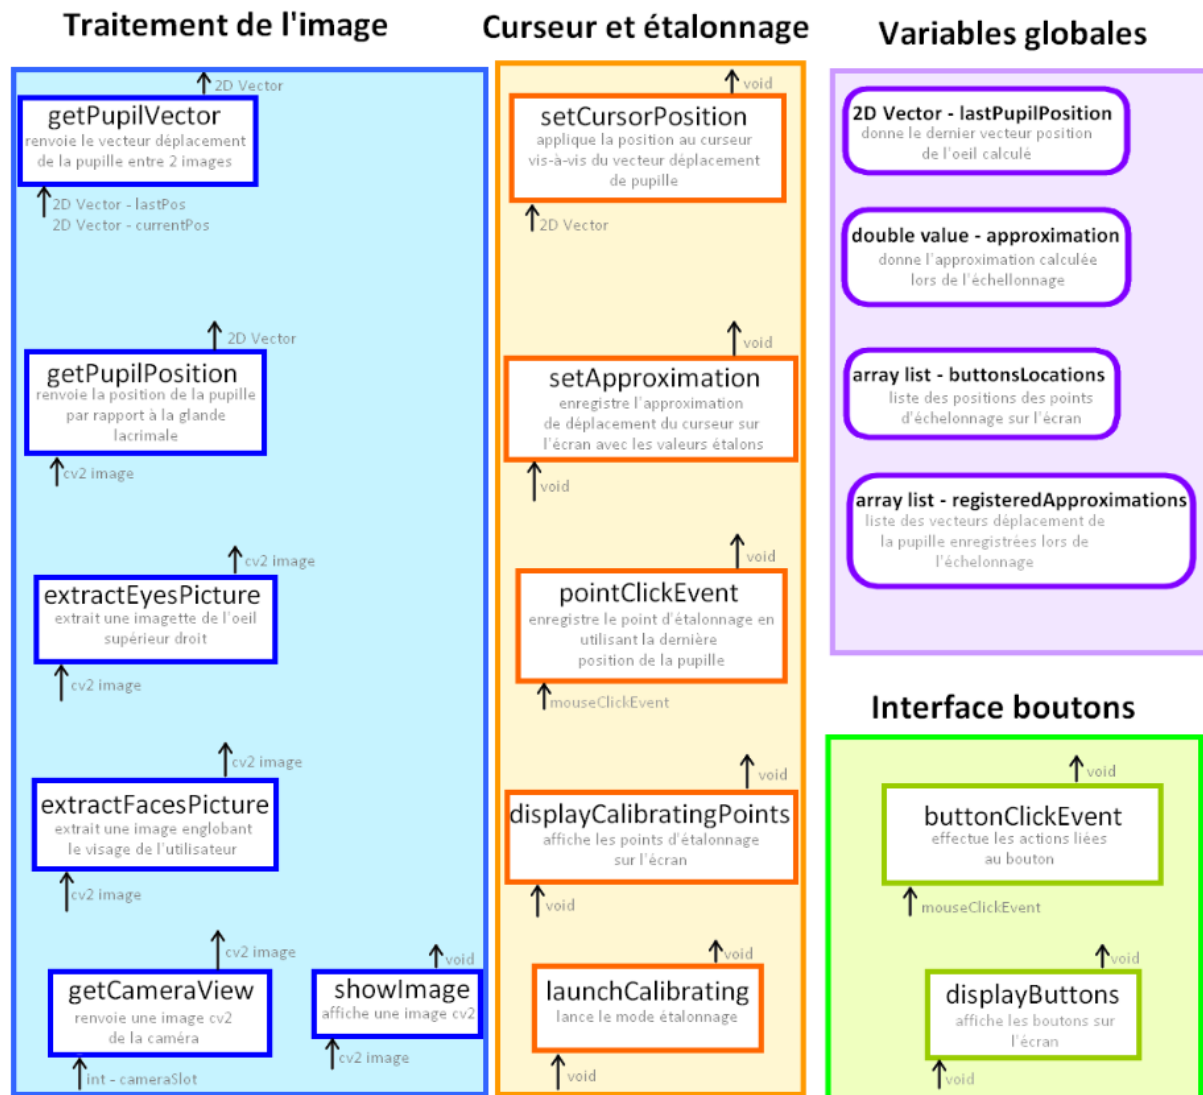 Traitement de l'image
2D Vector
getPupilVector
renvoie le vecteur déplacement
de la pupille entre 2 images
2D Vector - lastPos
2D Vector - currentPos
2D Vector
getPupilPosition
renvoie la position de la pupille
par rapport à la glande
lacrimale
cv2 image
cv2 image
extractEyesPicture
extrait une imagette de l'oeil
supérieur droit
cv2 image
cv2 image
extractFacesPicture
extrait une image englobant
le visage de l'utilisateur
cv2 image
cv2 image
getCameraView
renvoie une image cv2
de la caméra
int - cameraSlot
void
showImage
affiche une image cv2
cv2 image
Curseur et étalonnage
void
setCursorPosition
applique la position au curseur
vis-à-vis du vecteur déplacement
de pupille
2D Vector
void
setApproximation
enregistre l'approximation
de déplacement du curseur sur
l'écran avec les valeurs étalons
void
void
pointClickEvent
enregistre le point d'étalonnage en
utilisant la dernière
position de la pupille
mouseClickEvent
void
displayCalibratingPoints
affiche les points d'étalonnage
sur l'écran
void
void
launchCalibrating
lance le mode étalonnage
void
Variables globales
2D Vector - lastPupilPosition
donne le dernier vecteur position
de l'oeil calculé
double value - approximation
donne l'approximation calculée
lors de l'échellonnage
array list - buttonsLocations
liste des positions des points
d'échelonnage sur l'écran
array list - registeredApproximations
liste des vecteurs déplacement de
la pupille enregistrées lors de
l'échelonnage
Interface boutons
void
buttonClickEvent
effectue les actions liées
au bouton
mouseClickEvent
void
displayButtons
affiche les boutons sur
l'écran
void